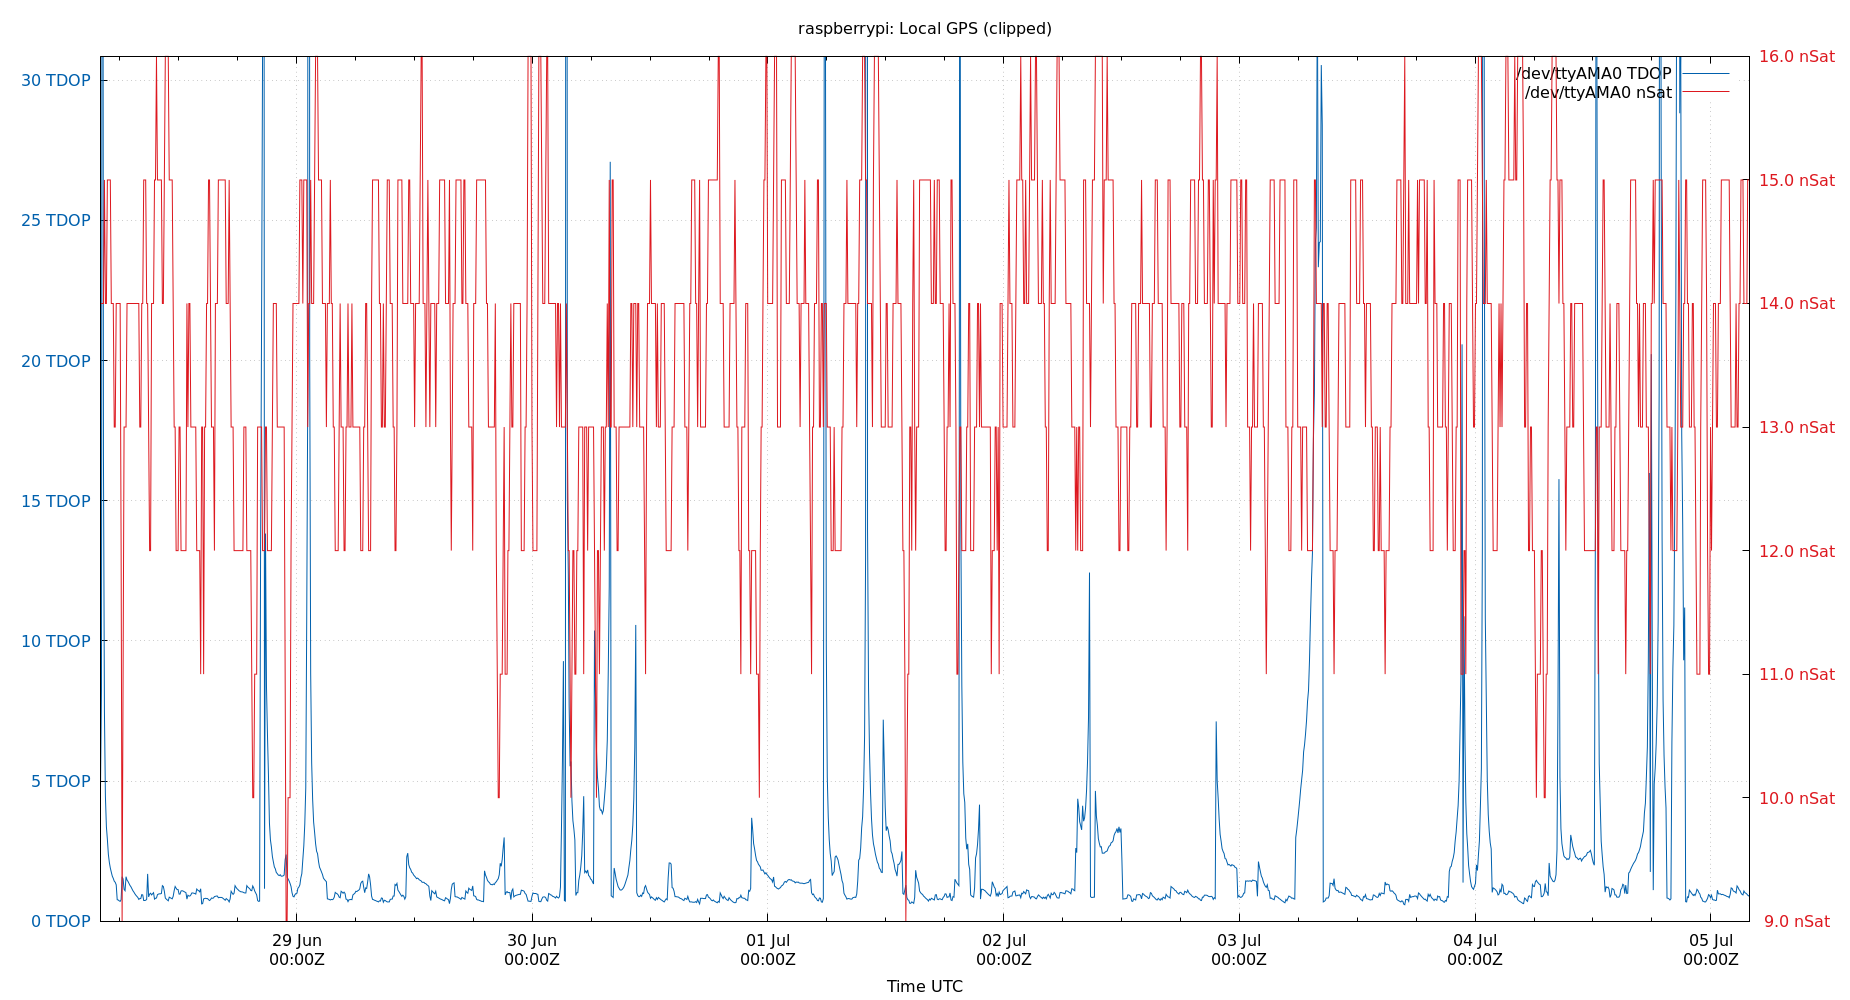 raspberrypi: Local GPS (clipped)
30 TDOP
25 TDOP
20 TDOP
15 TDOP
10 TDOP
5 TDOP
0 TDOP
16.0 nSat
15.0 nSat
14.0 nSat
13.0 nSat
12.0 nSat
11.0 nSat
10.0 nSat
9.0 nSat
/dev/ttyAMA0 TDOP
/dev/ttyAMA0 nSat
29 Jun
00:00Z
30 Jun
00:00Z
01 Jul
00:00Z
02 Jul
00:00Z
03 Jul
00:00Z
04 Jul
00:00Z
05 Jul
00:00Z
Time UTC